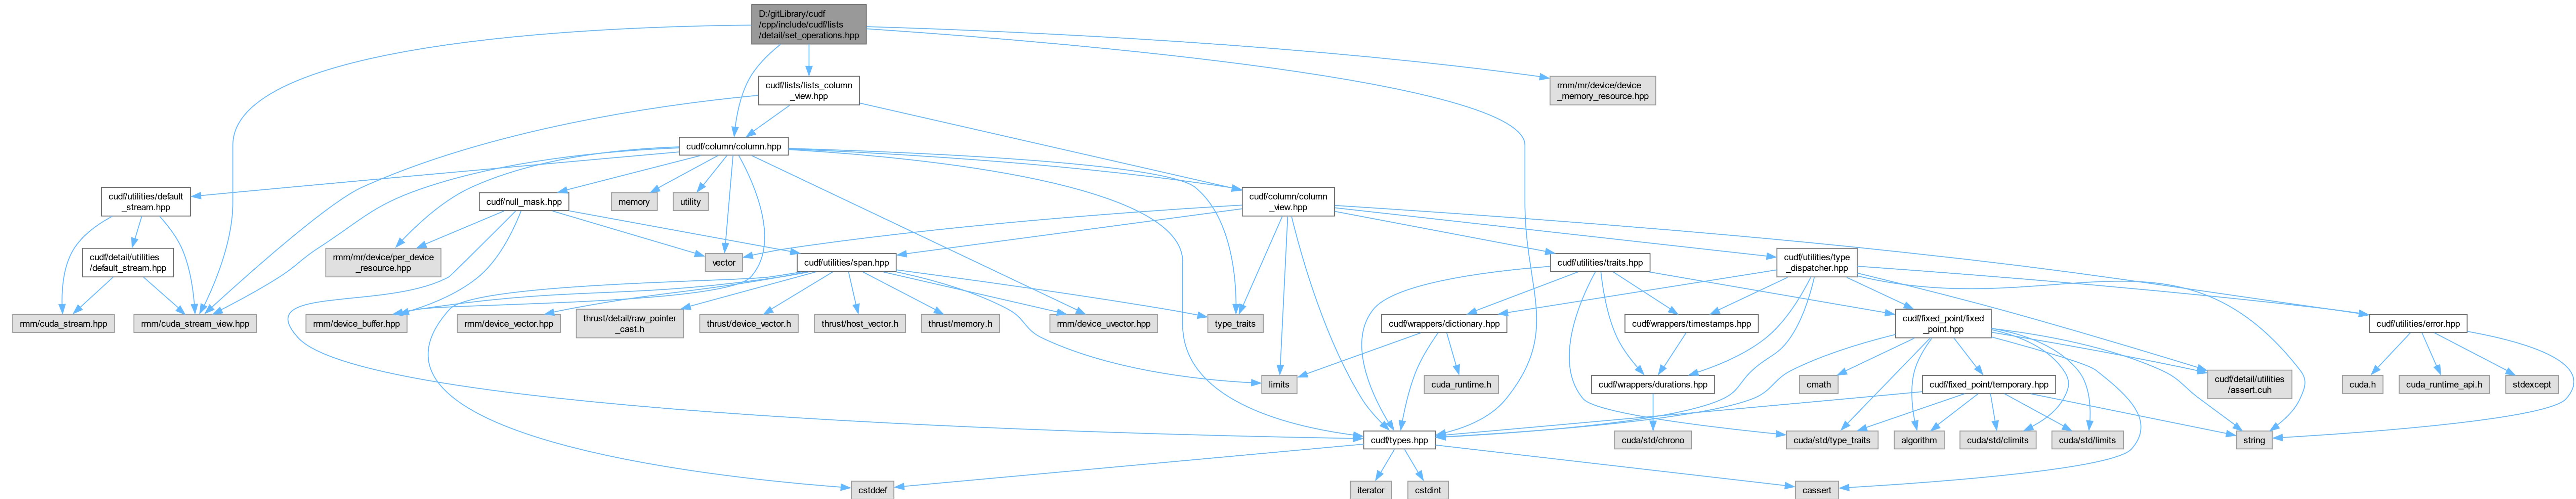 D:/gitLibrary/cudf
/cpp/include/cudf/lists
/detail/set_operations.hpp
cudf/lists/lists_column
_view.hpp
rmm/mr/device/device
_memory_resource.hpp
cudf/column/column.hpp
cudf/utilities/default
_stream.hpp
cudf/null_mask.hpp
memory
utility
cudf/column/column
_view.hpp
cudf/detail/utilities
/default_stream.hpp
rmm/mr/device/per_device
_resource.hpp
vector
cudf/utilities/span.hpp
cudf/utilities/traits.hpp
cudf/utilities/type
_dispatcher.hpp
rmm/cuda_stream.hpp
rmm/cuda_stream_view.hpp
rmm/device_buffer.hpp
rmm/device_vector.hpp
thrust/detail/raw_pointer
_cast.h
thrust/device_vector.h
thrust/host_vector.h
thrust/memory.h
rmm/device_uvector.hpp
type_traits
cudf/wrappers/dictionary.hpp
cudf/wrappers/timestamps.hpp
cudf/fixed_point/fixed
_point.hpp
cudf/utilities/error.hpp
limits
cuda_runtime.h
cudf/wrappers/durations.hpp
cmath
cudf/fixed_point/temporary.hpp
cudf/detail/utilities
/assert.cuh
cuda.h
cuda_runtime_api.h
stdexcept
cudf/types.hpp
cuda/std/chrono
cuda/std/type_traits
algorithm
cuda/std/climits
cuda/std/limits
string
cstddef
iterator
cstdint
cassert